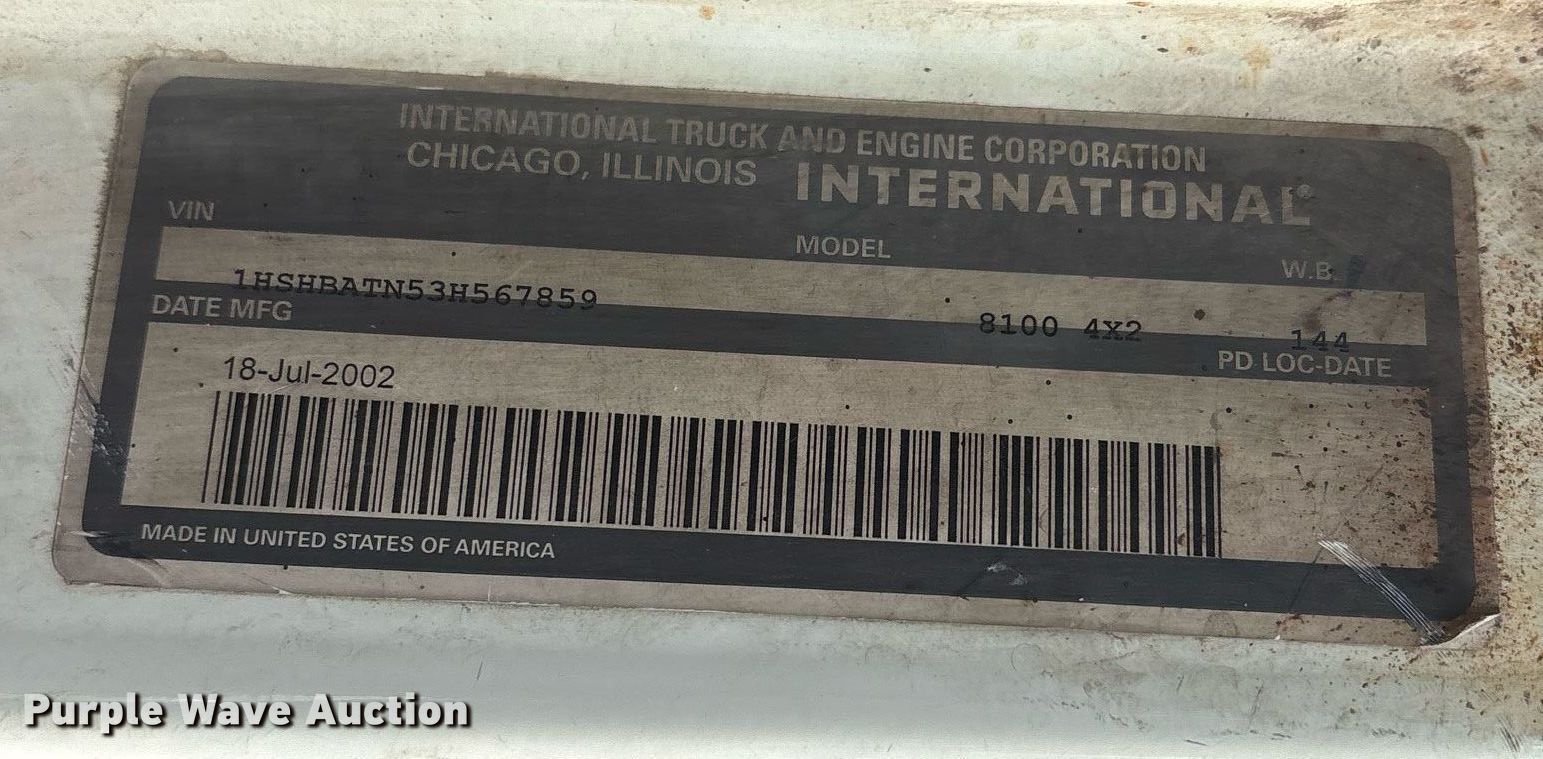 INTERNATIONAL TRUCK AND ENGINE CORPORATION
CHICAGO, ILLINOIS INTERNATIONAL®
VIN MODEL W.B.
1HSHBATN53H567859 8100 4X2 144
DATE MFG PD LOC-DATE
18-Jul-2002
MADE IN UNITED STATES OF AMERICA
Purple Wave Auction